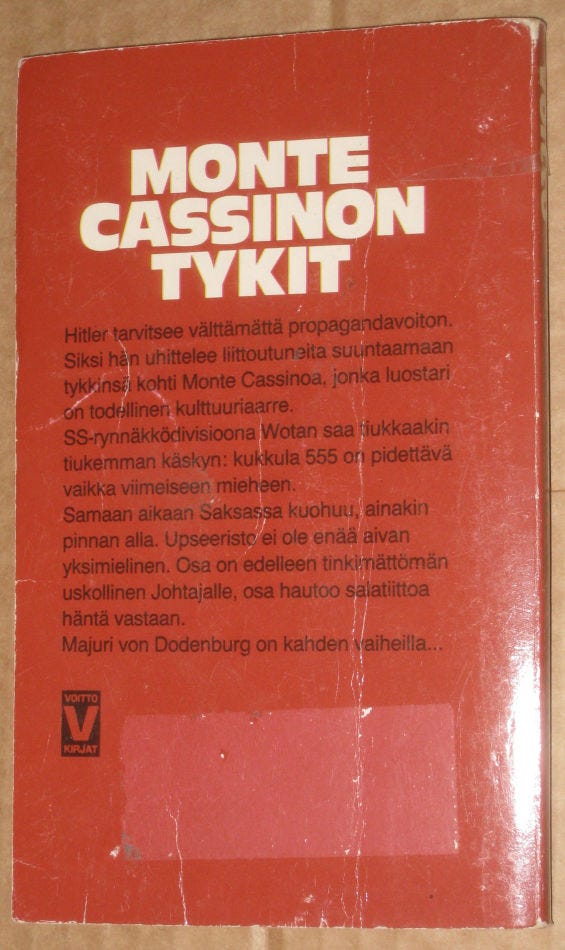 MONTE
CASSINON
TYKIT
Hitler tarvitsee välttämättä propagandavoiton.
Siksi hän uhittelee liittoutuneita suuntaamaan
tykkinsä kohti Monte Cassinoa, jonka luostari
on todellinen kulttuuriaarre.
SS-rynnäkködivisioona Wotan saa tiukkaakin
tiukemman käskyn: kukkula 555 on pidettävä
vaikka viimeiseen mieheen.
Samaan aikaan Saksassa kuohuu, ainakin
pinnan alla. Upseeristo ei ole enää aivan
yksimielinen. Osa on edelleen tinkimättömän
uskollinen Johtajalle, osa hautoo salatiittoa
häntä vastaan.
Majuri von Dodenburg on kahden vaiheilla...
VOITTO
V
KIRJAT